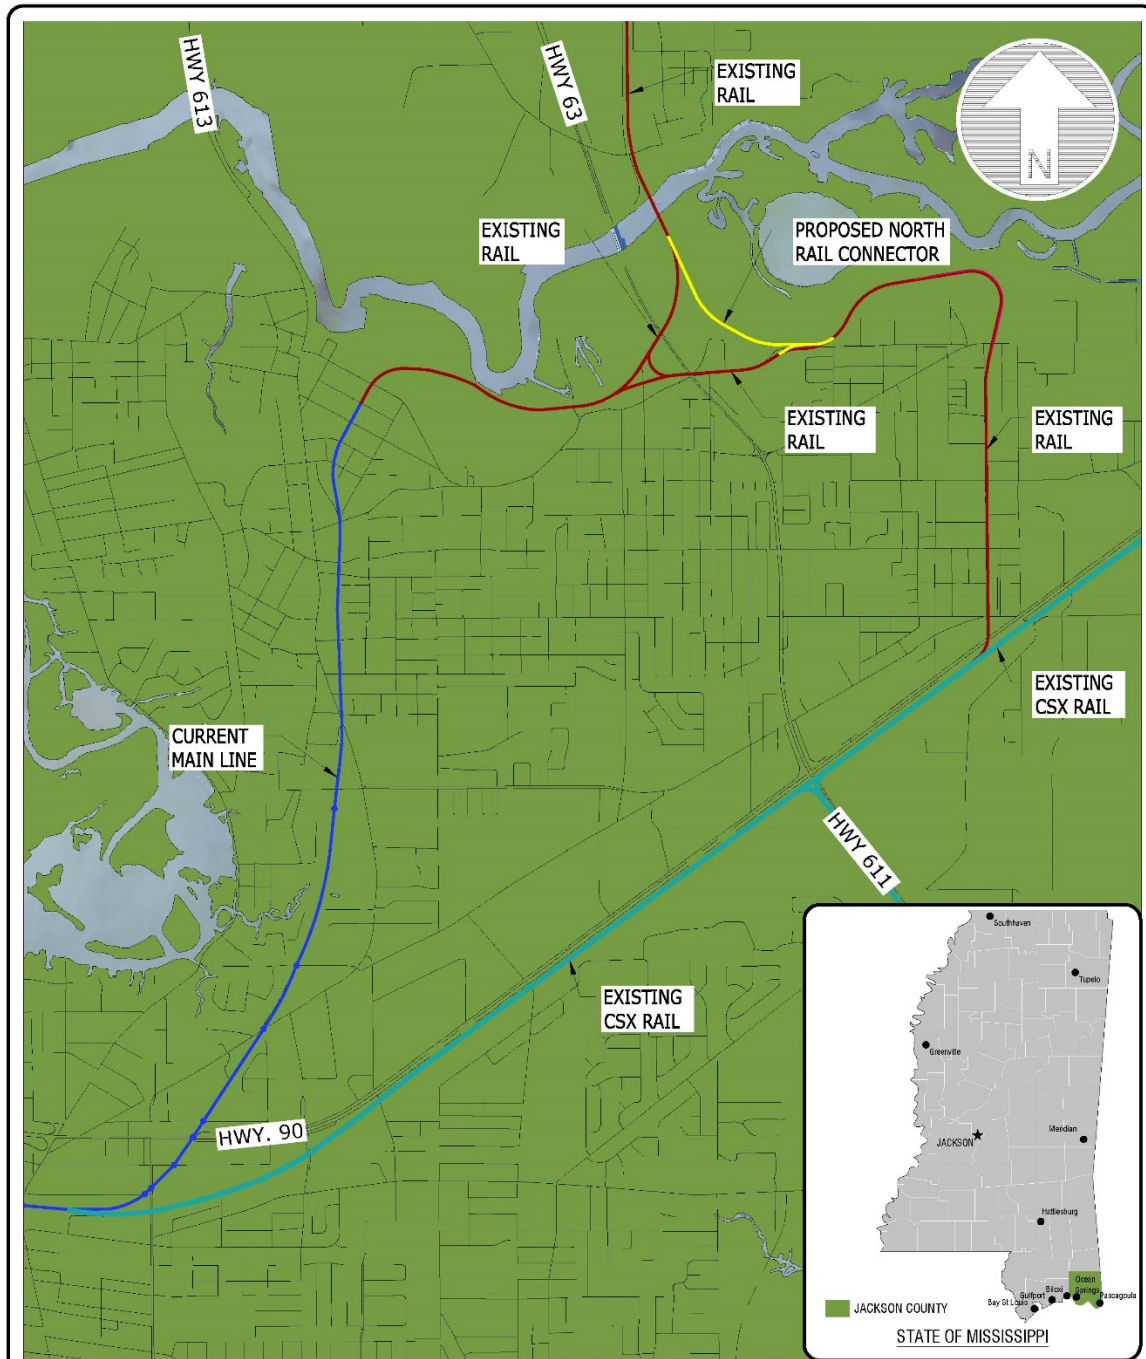 HWY 613
HWY 63
EXISTING
RAIL
N
EXISTING
RAIL
PROPOSED NORTH
RAIL CONNECTOR
EXISTING
RAIL
EXISTING
RAIL
CURRENT
MAIN LINE
EXISTING
CSX RAIL
HWY 611
EXISTING
CSX RAIL
HWY. 90
Southhaven
Tupelo
Greenville
JACKSON
Meridian
Hattiesburg
Ocean
Springs
Biloxi
Gulfport
Bay St Louis
Pascagoula
JACKSON COUNTY
STATE OF MISSISSIPPI